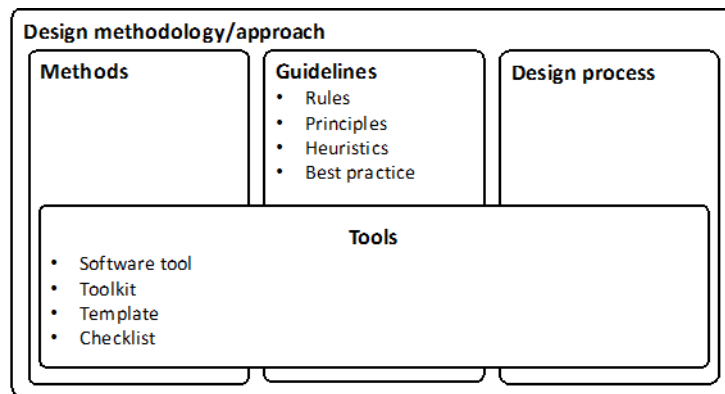 Design methodology/approach
Methods
Guidelines
• Rules
• Principles
• Heuristics
• Best practice
Design process
Tools
• Software tool
• Toolkit
• Template
• Checklist